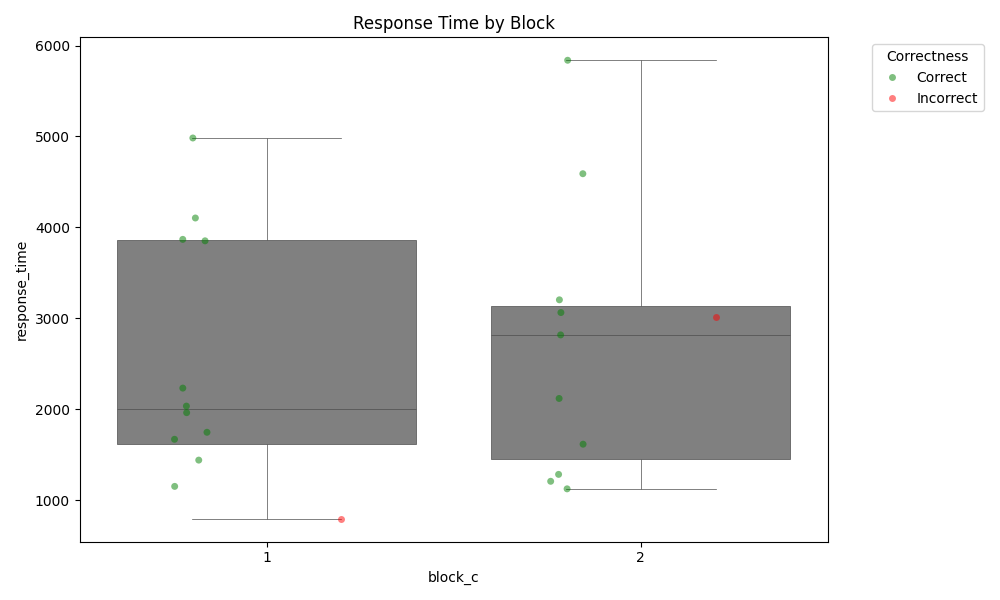 Response Time by Block
Correctness
Correct
Incorrect
response_time
6000
5000
4000
3000
2000
1000
1
2
block_c